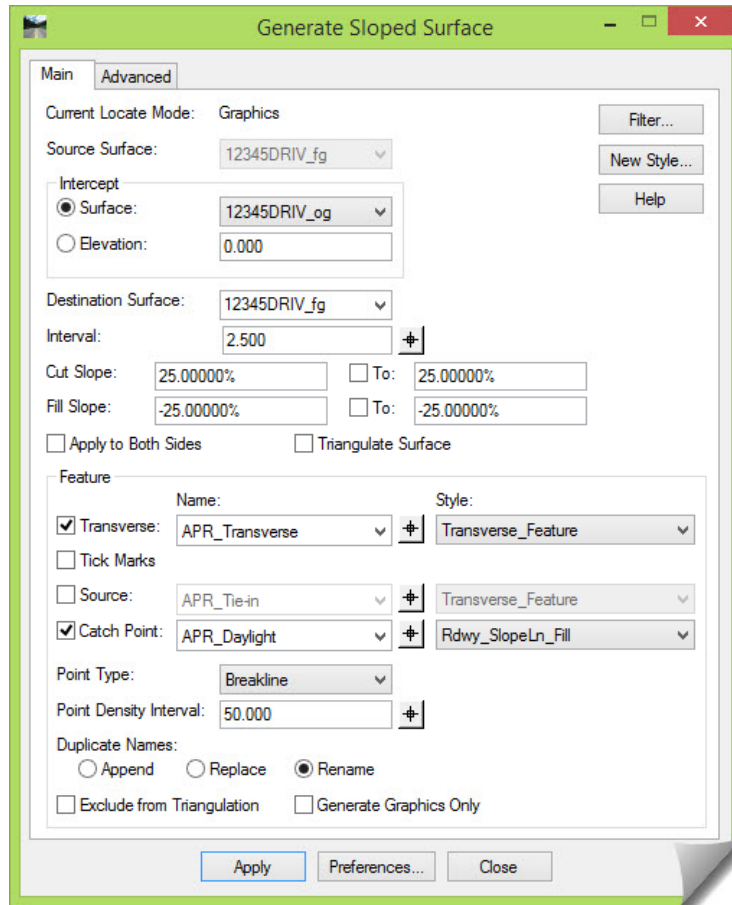 Generate Sloped Surface
Main Advanced
Current Locate Mode: Graphics Filter...
Source Surface: 12345DRIV_fg New Style...
Intercept Help
Surface: 12345DRIV_og
Elevation: 0.000
Destination Surface: 12345DRIV_fg
Interval: 2.500
Cut Slope: 25.00000% To: 25.00000%
Fill Slope: -25.00000% To: -25.00000%
Apply to Both Sides Triangulate Surface
Feature
Name: Style:
Transverse: APR_Transverse Transverse_Feature
Tick Marks
Source: APR_Tie-in Transverse_Feature
Catch Point: APR_Daylight Rdwy_SlopeLn_Fill
Point Type: Breakline
Point Density Interval: 50.000
Duplicate Names:
Append Replace Rename
Exclude from Triangulation Generate Graphics Only
Apply Preferences... Close